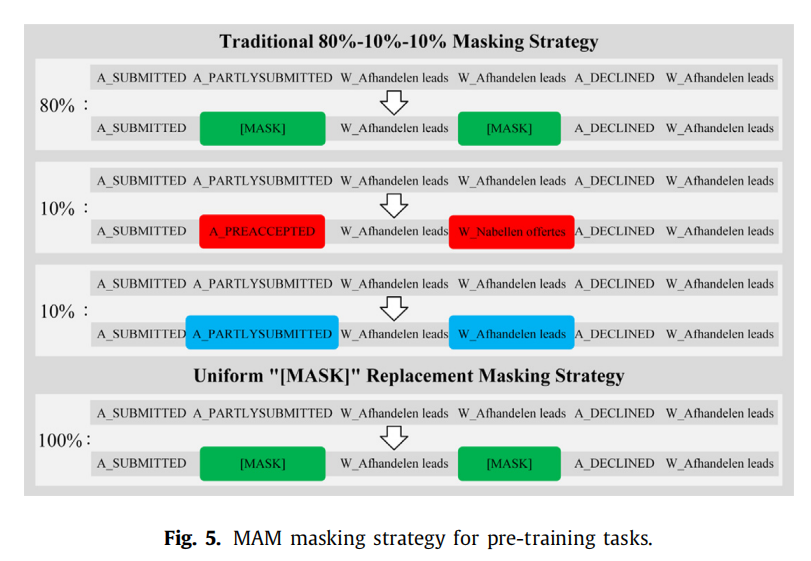 Traditional 80%-10%-10% Masking Strategy
A_SUBMITTED A_PARTLYSUBMITTED W_Afhandelen leads W_Afhandelen leads A_DECLINED W_Afhandelen leads
80% :
A_SUBMITTED [MASK] W_Afhandelen leads [MASK] A_DECLINED W_Afhandelen leads
A_SUBMITTED A_PARTLYSUBMITTED W_Afhandelen leads W_Afhandelen leads A_DECLINED W_Afhandelen leads
10% :
A_SUBMITTED A_PREACCEPTED W_Afhandelen leads W_Nabellen offertes A_DECLINED W_Afhandelen leads
A_SUBMITTED A_PARTLYSUBMITTED W_Afhandelen leads W_Afhandelen leads A_DECLINED W_Afhandelen leads
10% :
A_SUBMITTED A_PARTLYSUBMITTED W_Afhandelen leads W_Afhandelen leads A_DECLINED W_Afhandelen leads
Uniform "[MASK]" Replacement Masking Strategy
A_SUBMITTED A_PARTLYSUBMITTED W_Afhandelen leads W_Afhandelen leads A_DECLINED W_Afhandelen leads
100% :
A_SUBMITTED [MASK] W_Afhandelen leads [MASK] A_DECLINED W_Afhandelen leads
Fig. 5. MAM masking strategy for pre-training tasks.